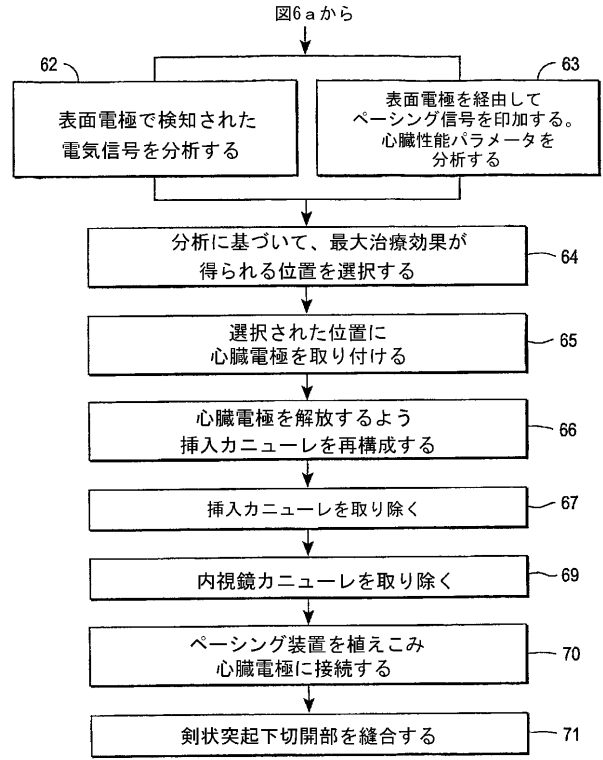 図6aから
62
表面電極で検知された
電気信号を分析する
63
表面電極を経由して
ペーシング信号を印加する。
心臓性能パラメータを
分析する
分析に基づいて、最大治療効果が
得られる位置を選択する
64
選択された位置に
心臓電極を取り付ける
65
心臓電極を解放するよう
挿入カニューレを再構成する
66
挿入カニューレを取り除く
67
内視鏡カニューレを取り除く
69
ペーシング装置を植えこみ
心臓電極に接続する
70
剣状突起下切開部を縫合する
71